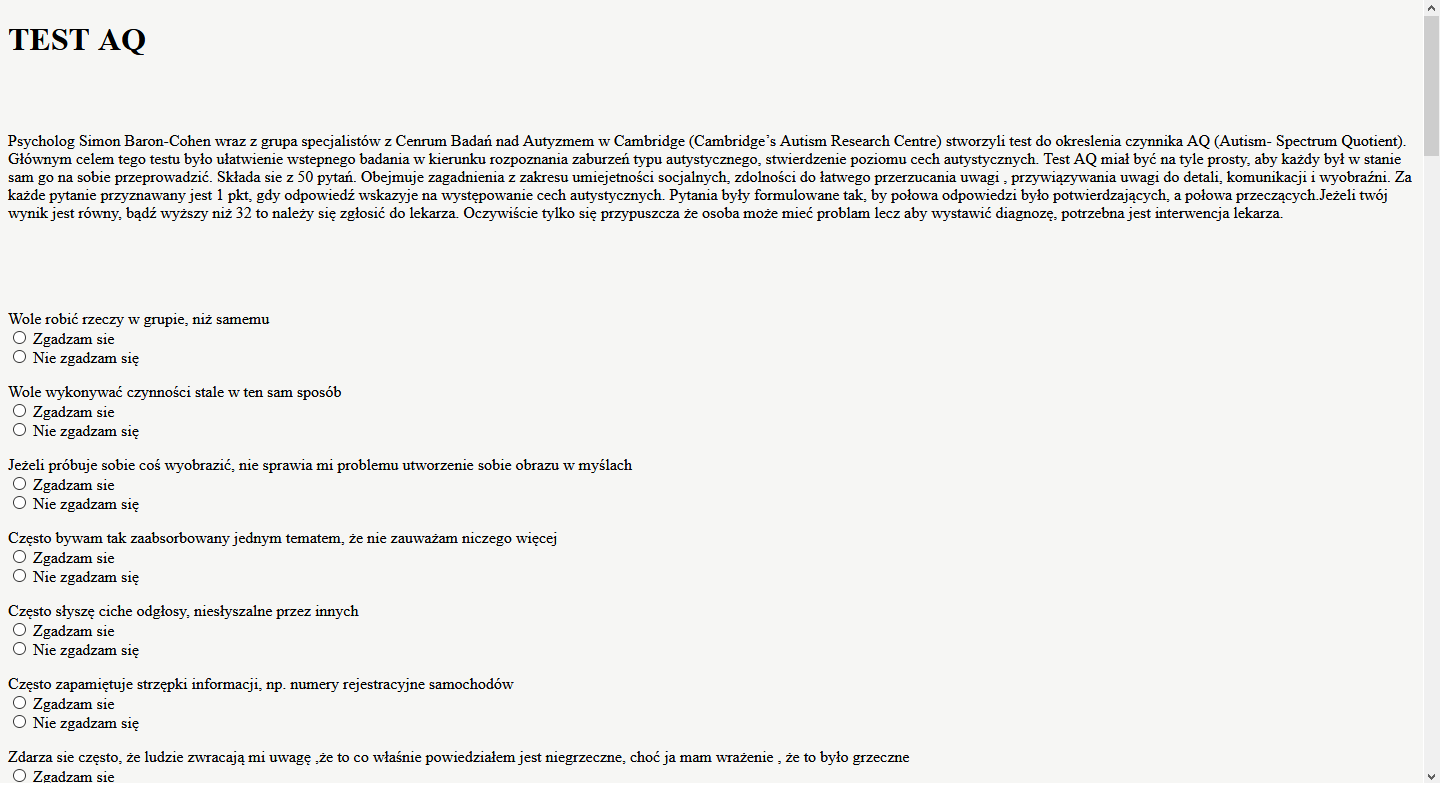 TEST AQ
Psycholog Simon Baron-Cohen wraz z grupa specjalistów z Cenrum Badań nad Autyzmem w Cambridge (Cambridge’s Autism Research Centre) stworzyli test do okreslenia czynnika AQ (Autism- Spectrum Quotient).
Głównym celem tego testu było ułatwienie wstepnego badania w kierunku rozpoznania zaburzeń typu autystycznego, stwierdzenie poziomu cech autystycznych. Test AQ miał być na tyle prosty, aby każdy był w stanie
sam go na sobie przeprowadzić. Składa sie z 50 pytań. Obejmuje zagadnienia z zakresu umiejetności socjalnych, zdolności do łatwego przerzucania uwagi , przywiązywania uwagi do detali, komunikacji i wyobraźni. Za
każde pytanie przyznawany jest 1 pkt, gdy odpowiedź wskazyje na występowanie cech autystycznych. Pytania były formulowane tak, by połowa odpowiedzi było potwierdzających, a połowa przeczących.Jeżeli twój
wynik jest równy, bądź wyższy niż 32 to należy się zgłosić do lekarza. Oczywiście tylko się przypuszcza że osoba może mieć problam lecz aby wystawić diagnozę, potrzebna jest interwencja lekarza.
Wole robić rzeczy w grupie, niż samemu
Zgadzam sie
Nie zgadzam się
Wole wykonywać czynności stale w ten sam sposób
Zgadzam sie
Nie zgadzam się
Jeżeli próbuje sobie coś wyobrazić, nie sprawia mi problemu utworzenie sobie obrazu w myślach
Zgadzam sie
Nie zgadzam się
Często bywam tak zaabsorbowany jednym tematem, że nie zauważam niczego więcej
Zgadzam sie
Nie zgadzam się
Często słyszę ciche odgłosy, niesłyszalne przez innych
Zgadzam sie
Nie zgadzam się
Często zapamiętuje strzępki informacji, np. numery rejestracyjne samochodów
Zgadzam sie
Nie zgadzam się
Zdarza sie często, że ludzie zwracają mi uwagę ,że to co właśnie powiedziałem jest niegrzeczne, choć ja mam wrażenie , że to było grzeczne
Zgadzam sie